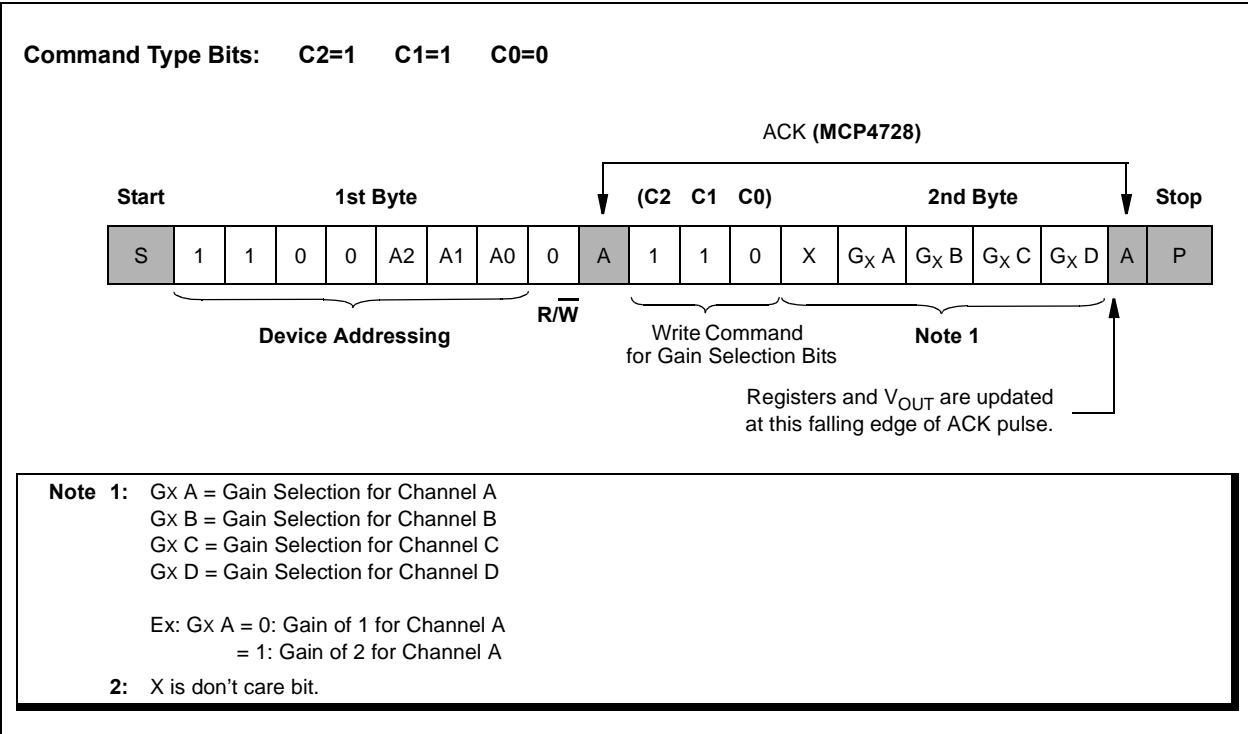 Command Type Bits: C2=1 C1=1 C0=0
ACK (MCP4728)
Start 1st Byte (C2 C1 C0) 2nd Byte Stop
S 1 1 0 0 A2 A1 A0 0 A 1 1 0 X GX A GX B GX C GX D A P
R/W̅
Device Addressing
Write Command
for Gain Selection Bits
Note 1
Registers and VOUT are updated
at this falling edge of ACK pulse.
Note 1: GX A = Gain Selection for Channel A
GX B = Gain Selection for Channel B
GX C = Gain Selection for Channel C
GX D = Gain Selection for Channel D
Ex: GX A = 0: Gain of 1 for Channel A
= 1: Gain of 2 for Channel A
2: X is don't care bit.